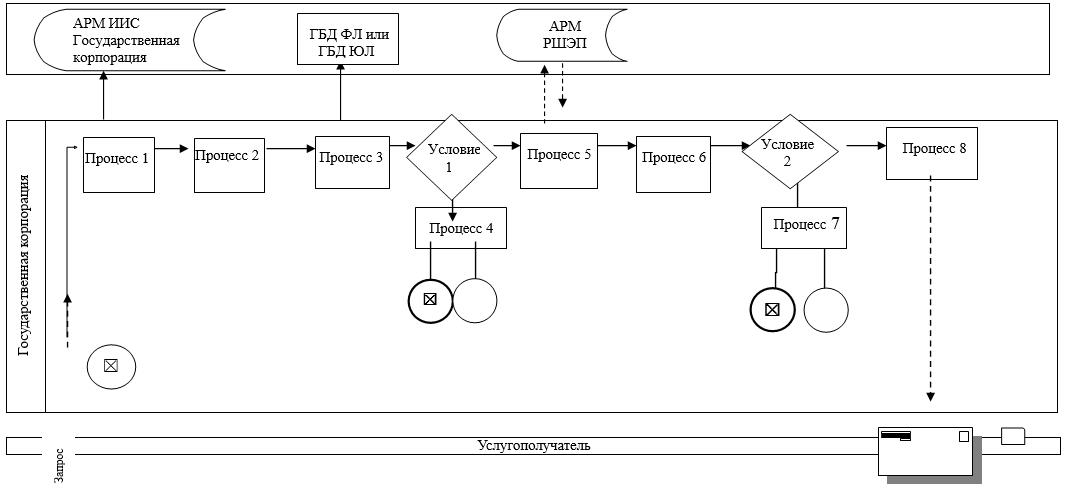 АРМ ИИС
Государственная
корпорация
ГБД ФЛ или
ГБД ЮЛ
АРМ
РШЭП
Государственная корпорация
Процесс 1
Процесс 2
Процесс 3
Условие
1
Процесс 5
Процесс 6
Условие
2
Процесс 8
Процесс 4
Процесс 7
Услугополучатель
Запрос